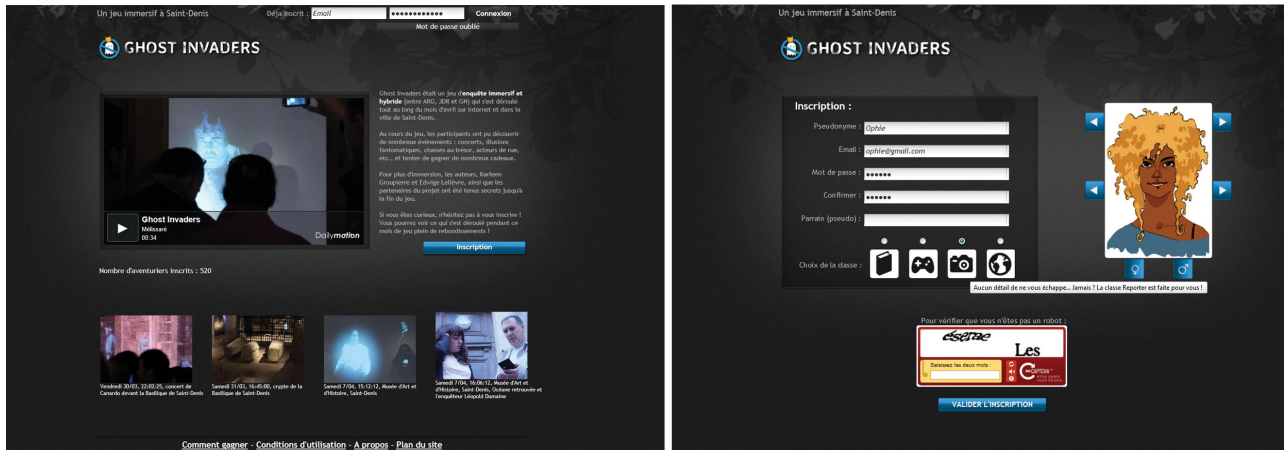 Un jeu immersif à Saint-Denis
Déja inscrit : Email ●●●●●●●●●●●● Connexion
Mot de passe oublié
GHOST INVADERS
Ghost Invaders était un jeu d'enquête immersif et
hybride (entre ARG, JDR et GN) qui s'est déroulé
tout au long du mois d'avril sur Internet et dans la
ville de Saint-Denis.
Au cours du jeu, les participants ont pu découvrir
de nombreux évènements : concerts, illusions
fantomatiques, chasses au trésor, acteurs de rue,
etc., et tenter de gagner de nombreux cadeaux.
Pour plus d'immersion, les auteurs, Karleen
Groupierre et Edwige Lelièvre, ainsi que les
partenaires du projet ont été tenus secrets jusqu'à
la fin du jeu.
Si vous êtes curieux, n'hésitez pas à vous inscrire !
Vous pourrez voir ce qui s'est déroulé pendant ce
mois de jeu plein de rebondissements !
Ghost Invaders
Mélissaré
00:34
Dailymotion
Inscription
Nombre d'aventuriers inscrits : 520
Vendredi 30/03, 22:02:25, concert de
Canardo devant la Basilique de Saint-Denis
Samedi 31/03, 16:45:00, crypte de la
Basilique de Saint-Denis
Samedi 7/04, 15:12:12, Musée d'Art et
d'Histoire, Saint-Denis
Samedi 7/04, 16:06:12, Musée d'Art et
d'Histoire, Saint-Denis, Océane retrouvée et
l'enquêteur Léopold Dumaine
Comment gagner - Conditions d'utilisation - A propos - Plan du site
Un jeu immersif à Saint-Denis
GHOST INVADERS
Inscription :
Pseudonyme : Ophie
Email : ophie@gmail.com
Mot de passe : ●●●●●●
Confirmer : ●●●●●●
Parrain (pseudo) :
Choix de la classe :
♀ ♂
Aucun détail de ne vous échappe... Jamais ? La classe Reporter est faite pour vous !
Pour vérifier que vous n'êtes pas un robot :
Les
Saisissez les deux mots :
reCAPTCHA™
stop spam.
read books.
VALIDER L'INSCRIPTION